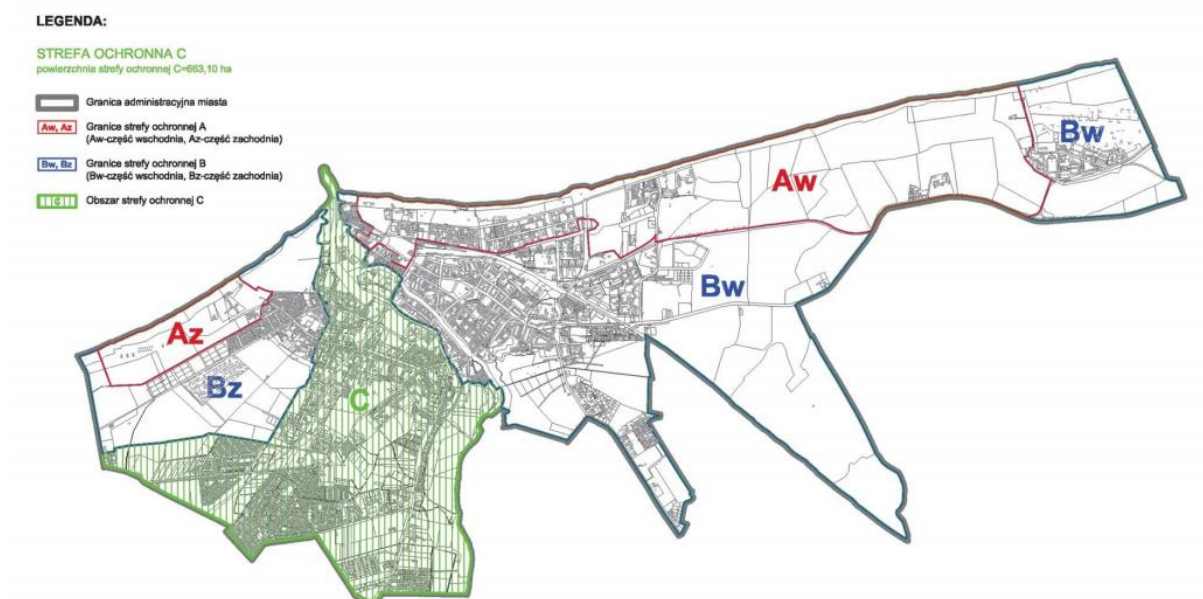 LEGENDA:
STREFA OCHRONNA C
powierzchnia strefy ochronnej C=663,10 ha
Granica administracyjna miasta
Aw, Az
Granice strefy ochronnej A
(Aw-część wschodnia, Az-część zachodnia)
Bw, Bz
Granice strefy ochronnej B
(Bw-część wschodnia, Bz-część zachodnia)
C
Obszar strefy ochronnej C
Bw
Aw
Bw
Az
Bz
C